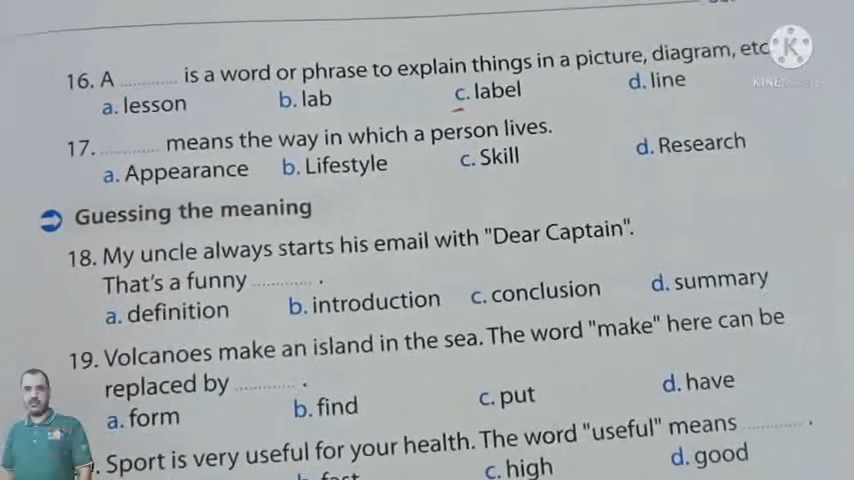 16. A ............ is a word or phrase to explain things in a picture, diagram, etc
a. lesson b. lab c. label d. line
17. ............ means the way in which a person lives.
a. Appearance b. Lifestyle c. Skill d. Research
Guessing the meaning
18. My uncle always starts his email with "Dear Captain".
That's a funny ............ .
a. definition b. introduction c. conclusion d. summary
19. Volcanoes make an island in the sea. The word "make" here can be
replaced by ............ .
a. form b. find c. put d. have
. Sport is very useful for your health. The word "useful" means ............ .
c. high d. good
K